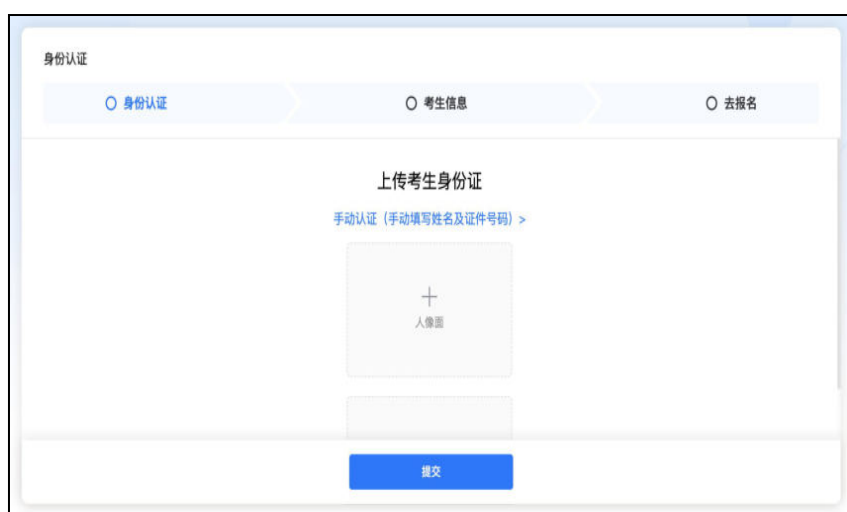 身份认证
身份认证
考生信息
去报名
上传考生身份证
手动认证（手动填写姓名及证件号码）>
人像面
提交